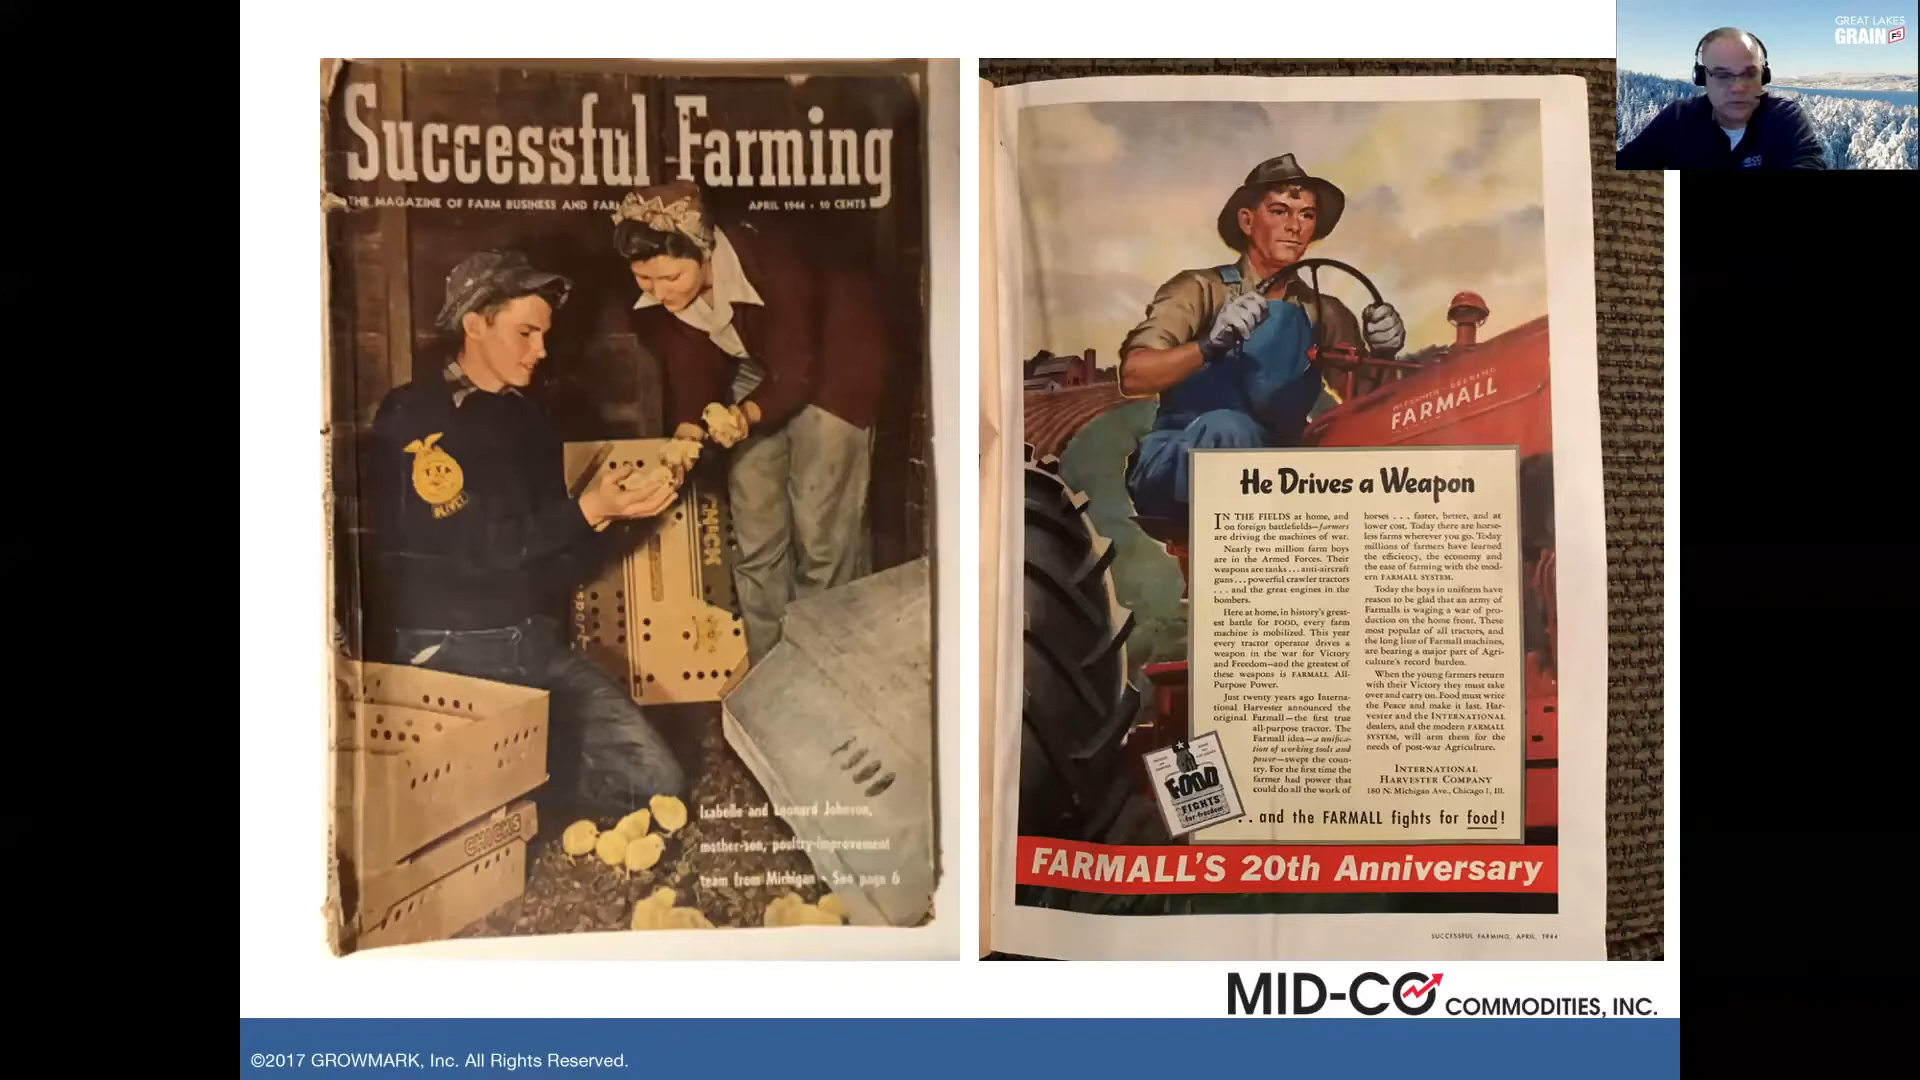 Successful Farming
THE MAGAZINE OF FARM BUSINESS AND FAR
APRIL 1944 • 10 CENTS
FFA
CHICK
CHICKS
Isabelle and Leonard Johnson,
mother-son, poultry-improvement
team from Michigan • See page 6
FARMALL
He Drives a Weapon
IN THE FIELDS at home, and
on foreign battlefields—farmers
are driving the machines of war.
Nearly two million farm boys
are in the Armed Forces. Their
weapons are tanks . . . anti-aircraft
guns . . . powerful crawler tractors
. . . and the great engines in the
bombers.
Here at home, in history's great-
est battle for FOOD, every farm
machine is mobilized. This year
every tractor operator drives a
weapon in the war for Victory
and Freedom—and the greatest of
these weapons is FARMALL All-
Purpose Power.
Just twenty years ago Interna-
tional Harvester announced the
original Farmall—the first true
all-purpose tractor. The
Farmall idea—a unifica-
tion of working tools and
power—swept the coun-
try. For the first time the
farmer had power that
could do all the work of
horses . . . faster, better, and at
lower cost. Today there are horse-
less farms wherever you go. Today
millions of farmers have learned
the efficiency, the economy and
the ease of farming with the mod-
ern FARMALL SYSTEM.
Today the boys in uniform have
reason to be glad that an army of
Farmalls is waging a war of pro-
duction on the home front. These
most popular of all tractors, and
the long line of Farmall machines,
are bearing a major part of Agri-
culture's record burden.
When the young farmers return
with their Victory they must take
over and carry on. Food must write
the Peace and make it last. Har-
vester and the INTERNATIONAL
dealers, and the modern FARMALL
SYSTEM, will arm them for the
needs of post-war Agriculture.
INTERNATIONAL
HARVESTER COMPANY
180 N. Michigan Ave., Chicago 1, Ill.
FOOD
FIGHTS
for freedom
. . and the FARMALL fights for food!
FARMALL'S 20th Anniversary
SUCCESSFUL FARMING, APRIL, 1944
GREAT LAKES
GRAIN FS
MID-CO
MID-CO COMMODITIES, INC.
©2017 GROWMARK, Inc. All Rights Reserved.